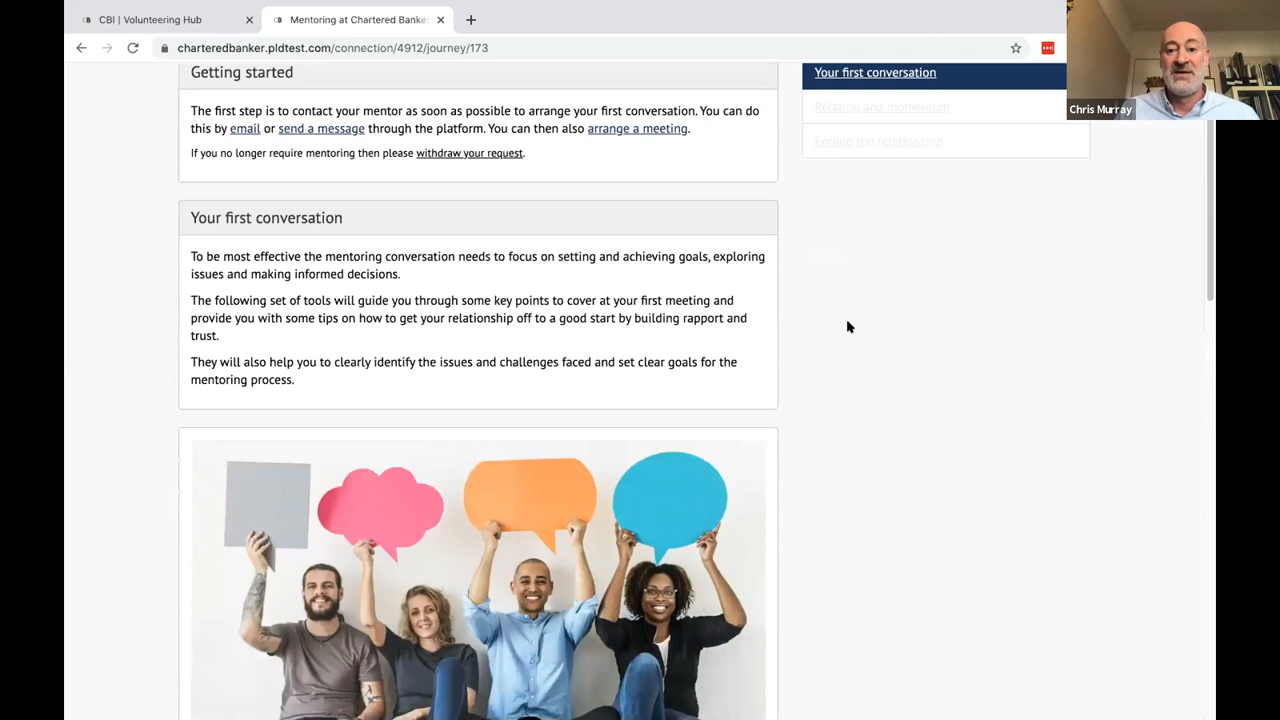 CBI | Volunteering Hub
Mentoring at Chartered Banke
charteredbanker.pldtest.com/connection/4912/journey/173
Chris Murray
Getting started
The first step is to contact your mentor as soon as possible to arrange your first conversation. You can do
this by email or send a message through the platform. You can then also arrange a meeting.
If you no longer require mentoring then please withdraw your request.
Your first conversation
Relating and momentum
Ending the relationship
Your first conversation
To be most effective the mentoring conversation needs to focus on setting and achieving goals, exploring
issues and making informed decisions.
The following set of tools will guide you through some key points to cover at your first meeting and
provide you with some tips on how to get your relationship off to a good start by building rapport and
trust.
They will also help you to clearly identify the issues and challenges faced and set clear goals for the
mentoring process.